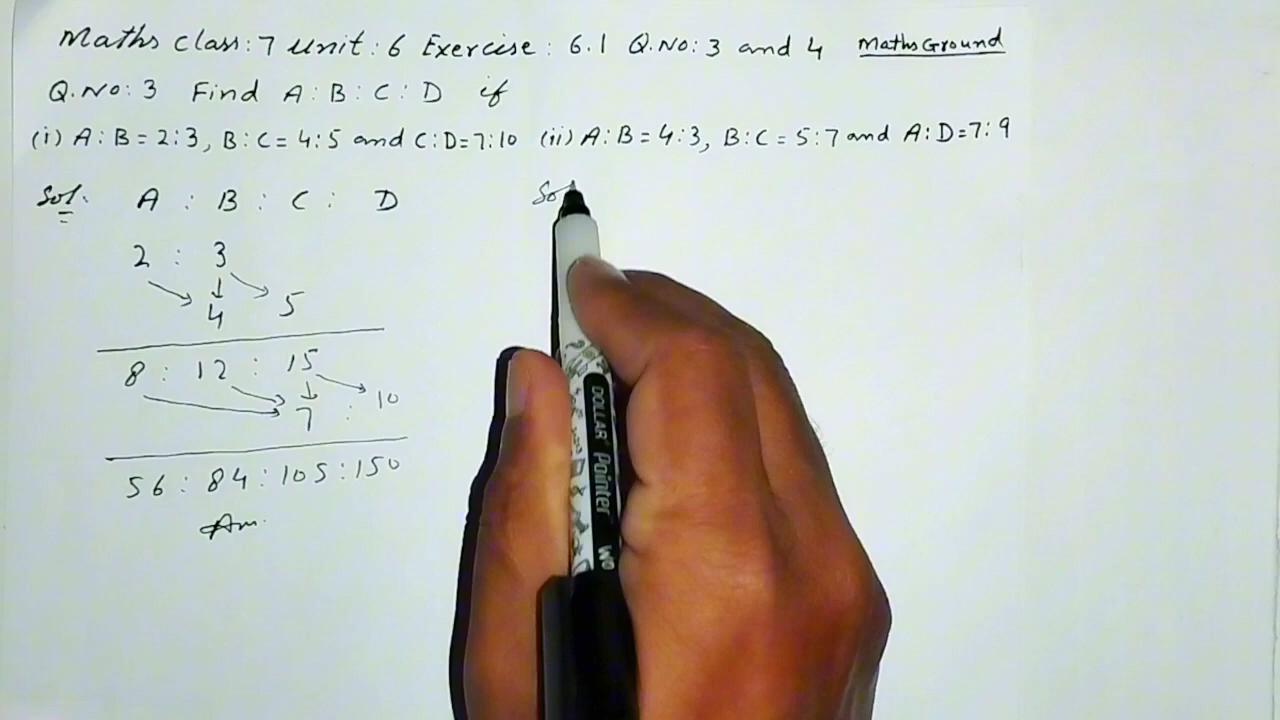 Maths Class: 7 Unit: 6 Exercise: 6.1 Q.No: 3 and 4 MathsGround
Q.No: 3 Find A : B : C : D if
(i) A:B = 2:3, B:C = 4:5 and C:D = 7:10 (ii) A:B = 4:3, B:C = 5:7 and A:D = 7:9
Sol: A : B : C : D
So
2 : 3
4 5
8 : 12 : 15
7 : 10
56 : 84 : 105 : 150
Ans.
DOLLAR Pointer WO